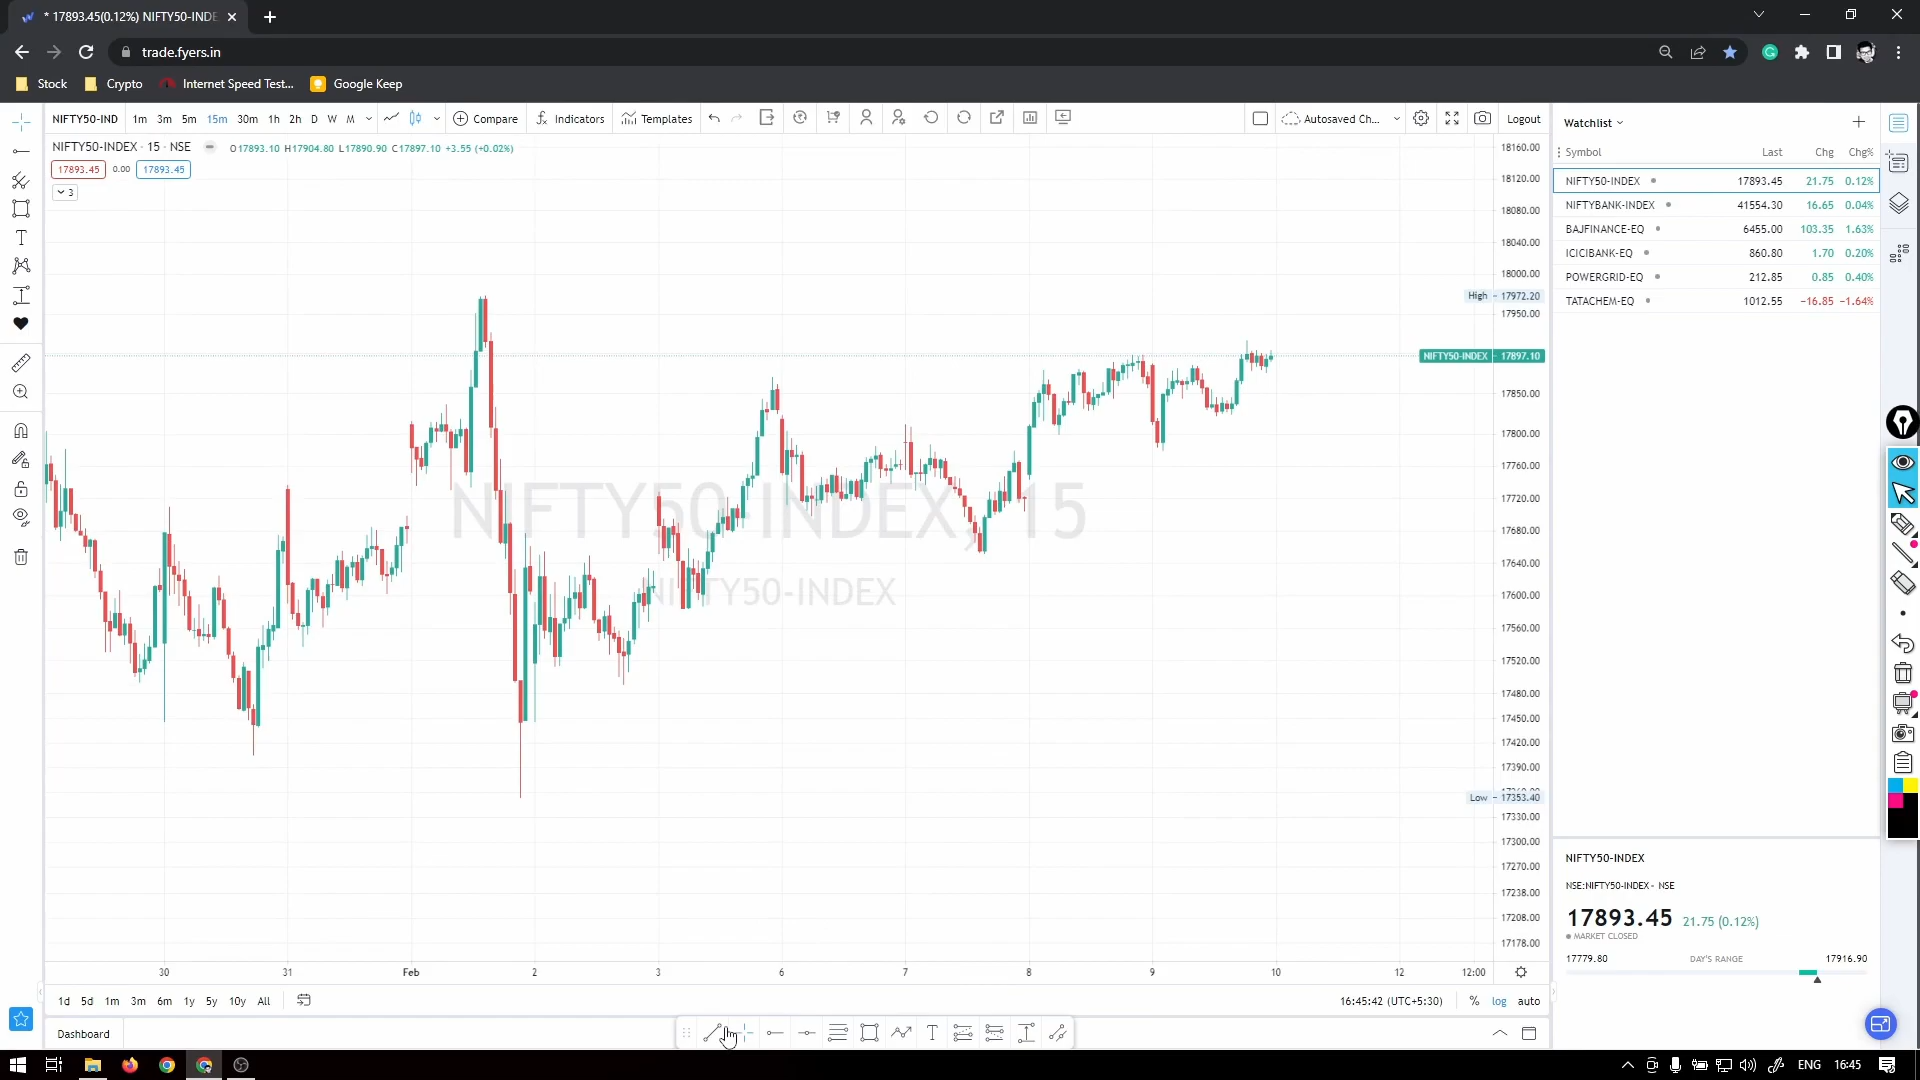 * 17893.45(0.12%) NIFTY50-INDE
trade.fyers.in
Stock Crypto Internet Speed Test... Google Keep
NIFTY50-IND 1m 3m 5m 15m 30m 1h 2h D W M Compare Indicators Templates Autosaved Ch... Logout
NIFTY50-INDEX · 15 · NSE O17893.10 H17904.80 L17890.90 C17897.10 +3.55 (+0.02%)
17893.45 0.00 17893.45
3
18160.00
18120.00
18080.00
18040.00
18000.00
High 17972.20
17950.00
NIFTY50-INDEX 17897.10
17850.00
17800.00
17760.00
17720.00
17680.00
17640.00
17600.00
17560.00
17520.00
17480.00
17450.00
17420.00
17390.00
Low 17353.40
17330.00
17300.00
17270.00
17238.00
17208.00
17178.00
NIFTY50-INDEX, 15
NIFTY50-INDEX
30 31 Feb 2 3 6 7 8 9 10 12 12:00
1d 5d 1m 3m 6m 1y 5y 10y All 16:45:42 (UTC+5:30) % log auto
Dashboard
Watchlist
Symbol Last Chg Chg%
NIFTY50-INDEX 17893.45 21.75 0.12%
NIFTYBANK-INDEX 41554.30 16.65 0.04%
BAJFINANCE-EQ 6455.00 103.35 1.63%
ICICIBANK-EQ 860.80 1.70 0.20%
POWERGRID-EQ 212.85 0.85 0.40%
TATACHEM-EQ 1012.55 −16.85 −1.64%
NIFTY50-INDEX
NSE:NIFTY50-INDEX - NSE
17893.45 21.75 (0.12%)
MARKET CLOSED
17779.80 DAY'S RANGE 17916.90
ENG 16:45